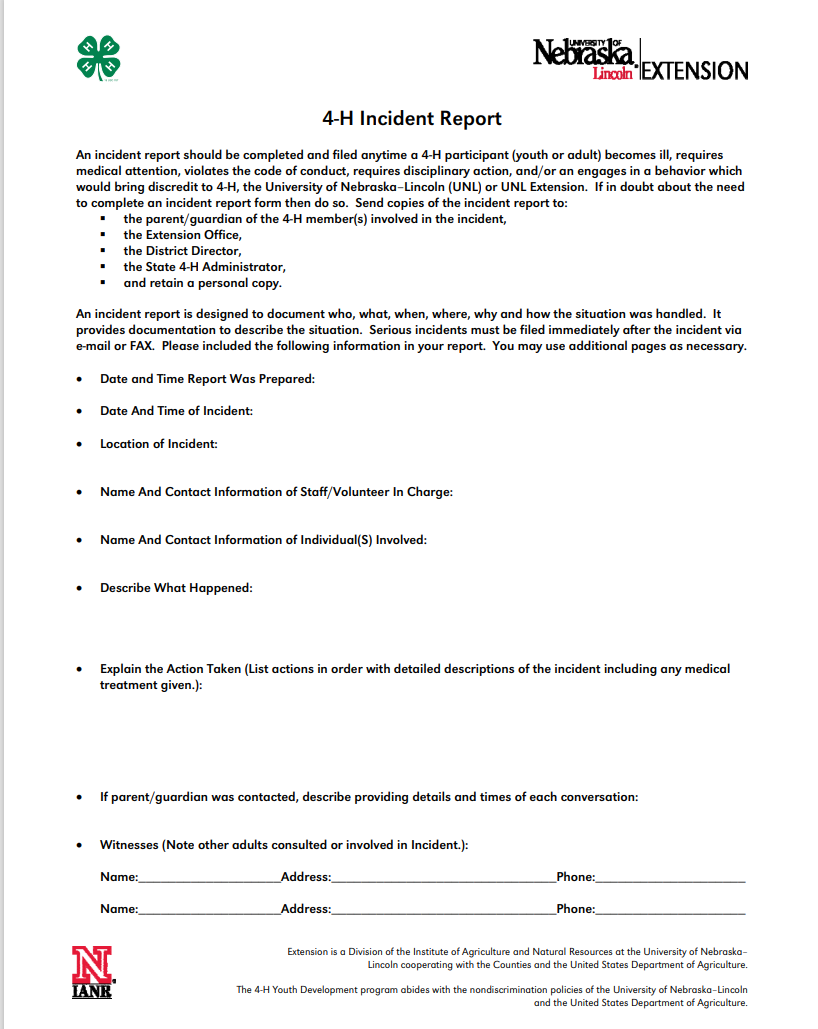 H H
H H
UNIVERSITY OF
Nebraska
Lincoln
EXTENSION
4-H Incident Report
An incident report should be completed and filed anytime a 4-H participant (youth or adult) becomes ill, requires
medical attention, violates the code of conduct, requires disciplinary action, and/or an engages in a behavior which
would bring discredit to 4-H, the University of Nebraska–Lincoln (UNL) or UNL Extension.  If in doubt about the need
to complete an incident report form then do so.  Send copies of the incident report to:
▪ the parent/guardian of the 4-H member(s) involved in the incident,
▪ the Extension Office,
▪ the District Director,
▪ the State 4-H Administrator,
▪ and retain a personal copy.
An incident report is designed to document who, what, when, where, why and how the situation was handled.  It
provides documentation to describe the situation.  Serious incidents must be filed immediately after the incident via
e-mail or FAX.  Please included the following information in your report.  You may use additional pages as necessary.
• Date and Time Report Was Prepared:
• Date And Time of Incident:
• Location of Incident:
• Name And Contact Information of Staff/Volunteer In Charge:
• Name And Contact Information of Individual(S) Involved:
• Describe What Happened:
• Explain the Action Taken (List actions in order with detailed descriptions of the incident including any medical
treatment given.):
• If parent/guardian was contacted, describe providing details and times of each conversation:
• Witnesses (Note other adults consulted or involved in Incident.):
Name:____________________Address:________________________________Phone:_____________________
Name:____________________Address:________________________________Phone:_____________________
N
IANR
Extension is a Division of the Institute of Agriculture and Natural Resources at the University of Nebraska–
Lincoln cooperating with the Counties and the United States Department of Agriculture.
The 4-H Youth Development program abides with the nondiscrimination policies of the University of Nebraska–Lincoln
and the United States Department of Agriculture.